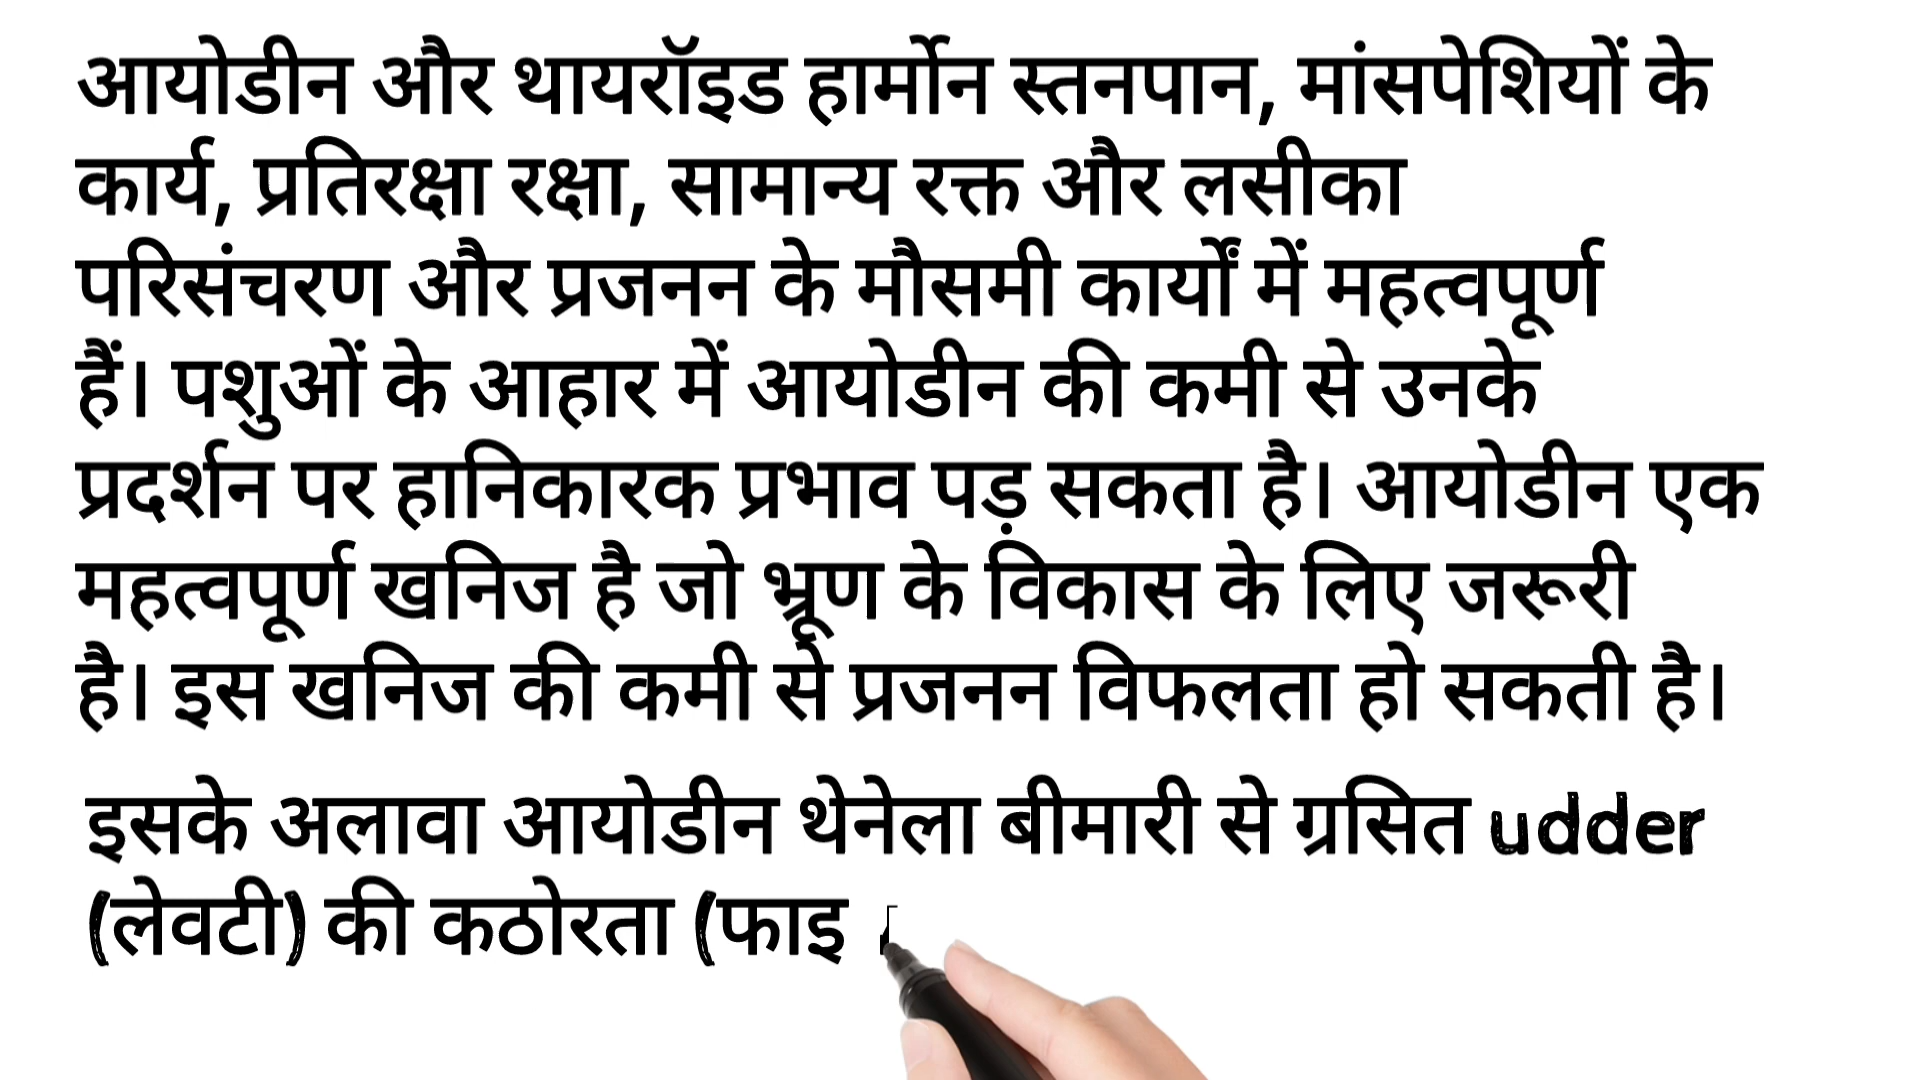 आयोडीन और थायरॉइड हार्मोन स्तनपान, मांसपेशियों के
कार्य, प्रतिरक्षा रक्षा, सामान्य रक्त और लसीका
परिसंचरण और प्रजनन के मौसमी कार्यों में महत्वपूर्ण
हैं। पशुओं के आहार में आयोडीन की कमी से उनके
प्रदर्शन पर हानिकारक प्रभाव पड़ सकता है। आयोडीन एक
महत्वपूर्ण खनिज है जो भ्रूण के विकास के लिए जरूरी
है। इस खनिज की कमी से प्रजनन विफलता हो सकती है।
इसके अलावा आयोडीन थेनेला बीमारी से ग्रसित udder
(लेवटी) की कठोरता (फाइ